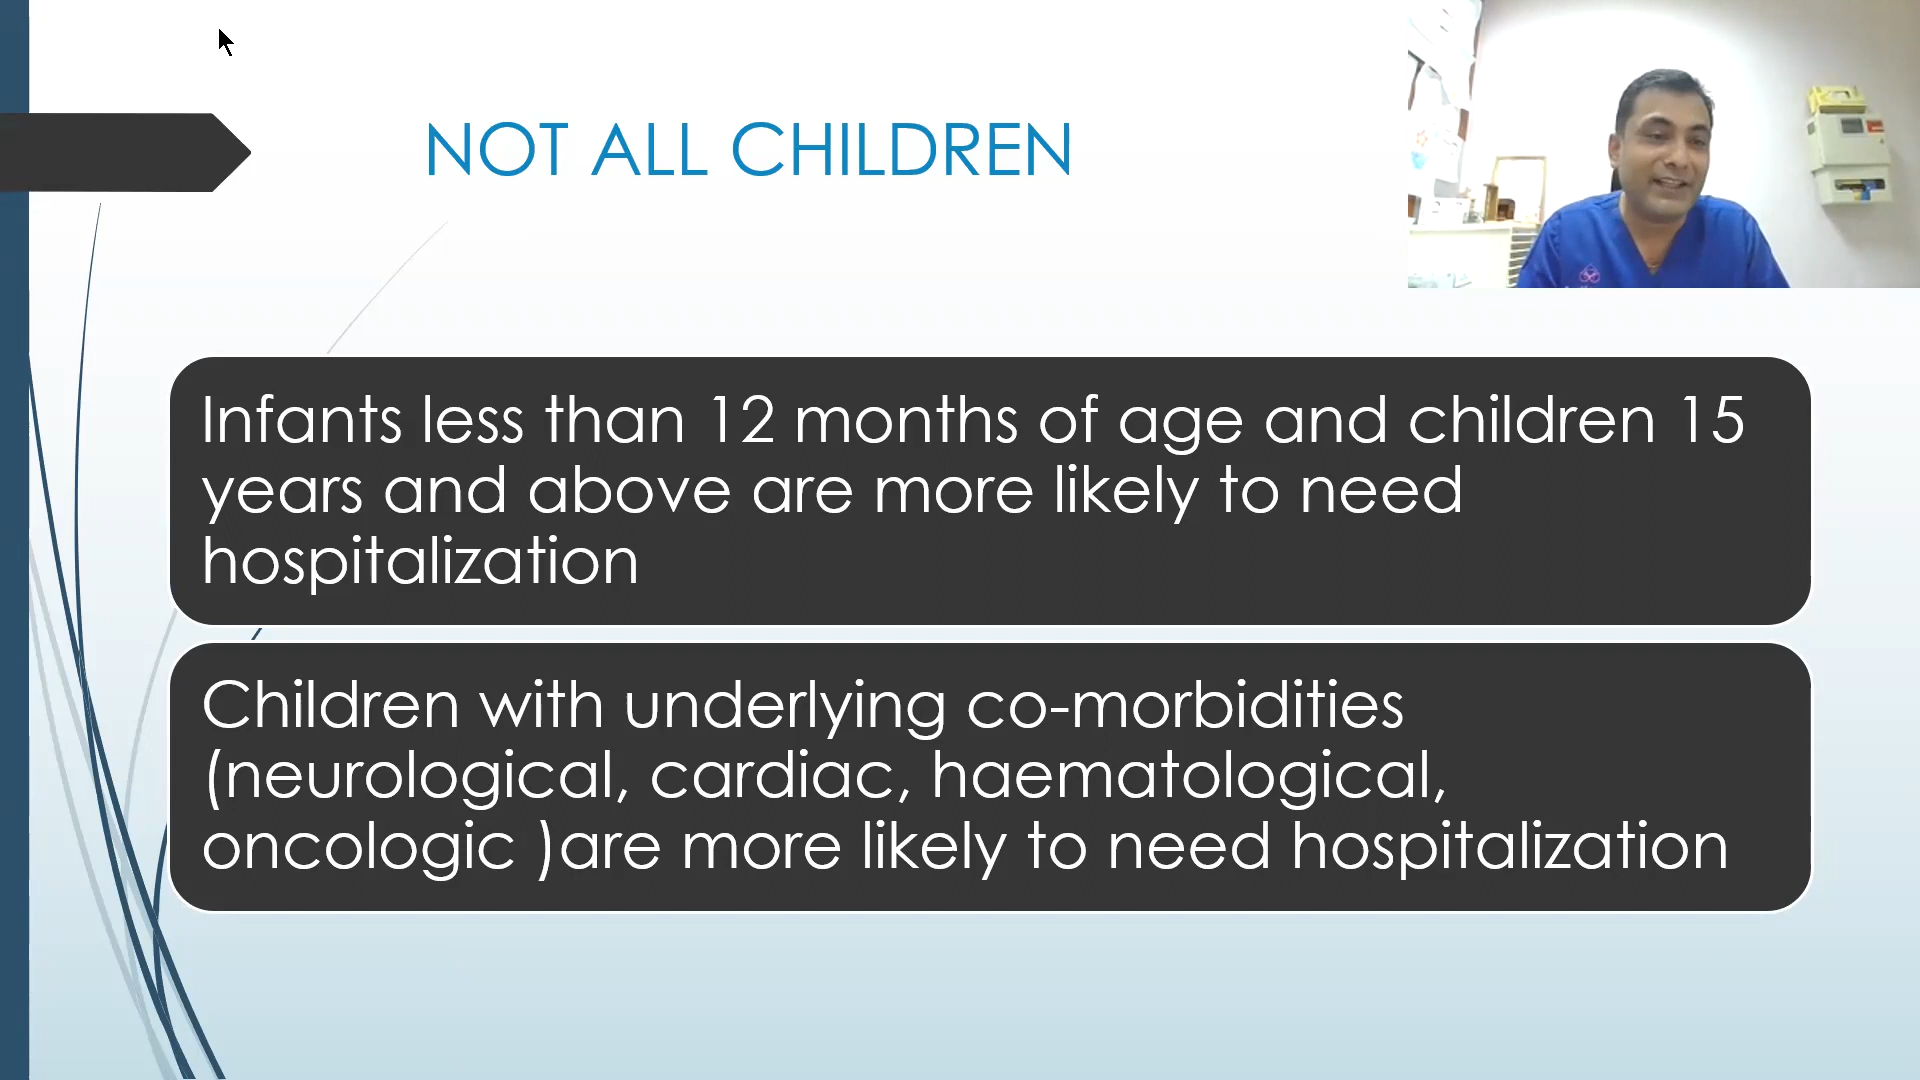 NOT ALL CHILDREN
Infants less than 12 months of age and children 15
years and above are more likely to need
hospitalization
Children with underlying co-morbidities
(neurological, cardiac, haematological,
oncologic )are more likely to need hospitalization